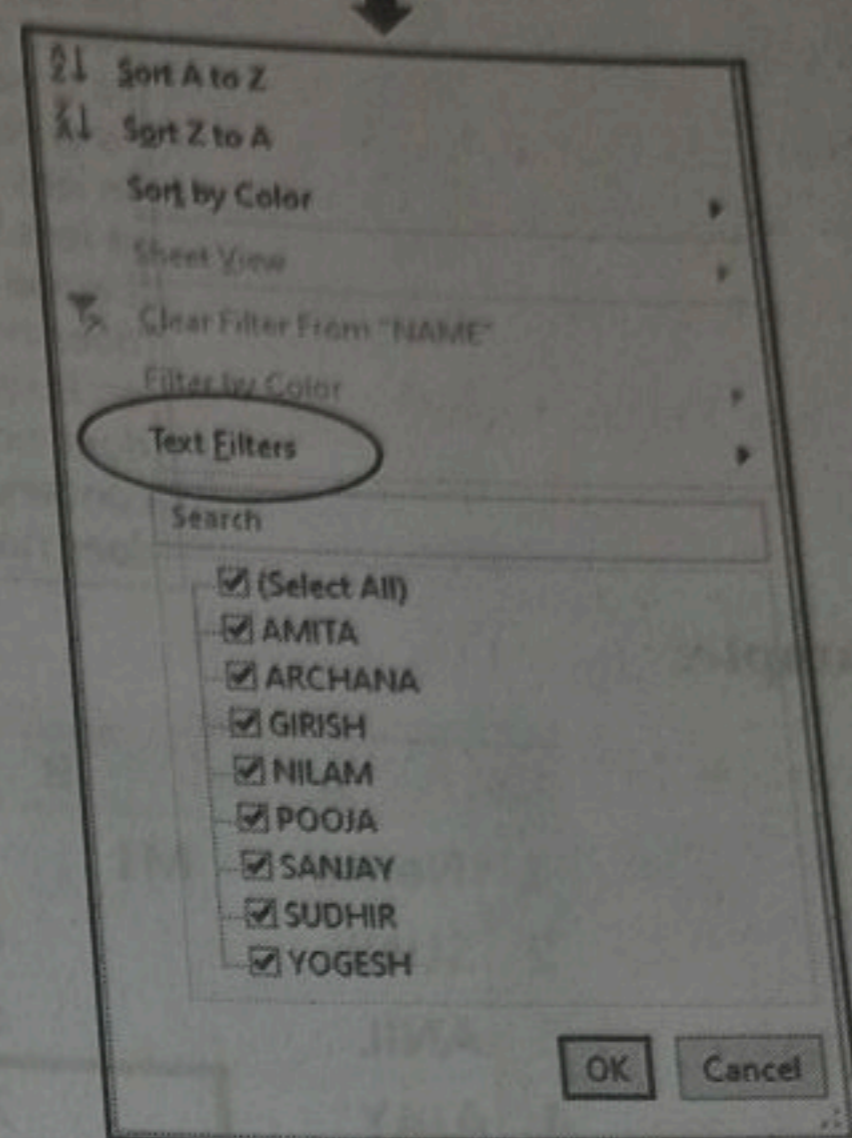 Sort A to Z
Sort Z to A
Sort by Color
Sheet View
Clear Filter From "NAME"
Filter by Color
Text Filters
Search
(Select All)
AMITA
ARCHANA
GIRISH
NILAM
POOJA
SANJAY
SUDHIR
YOGESH
OK Cancel